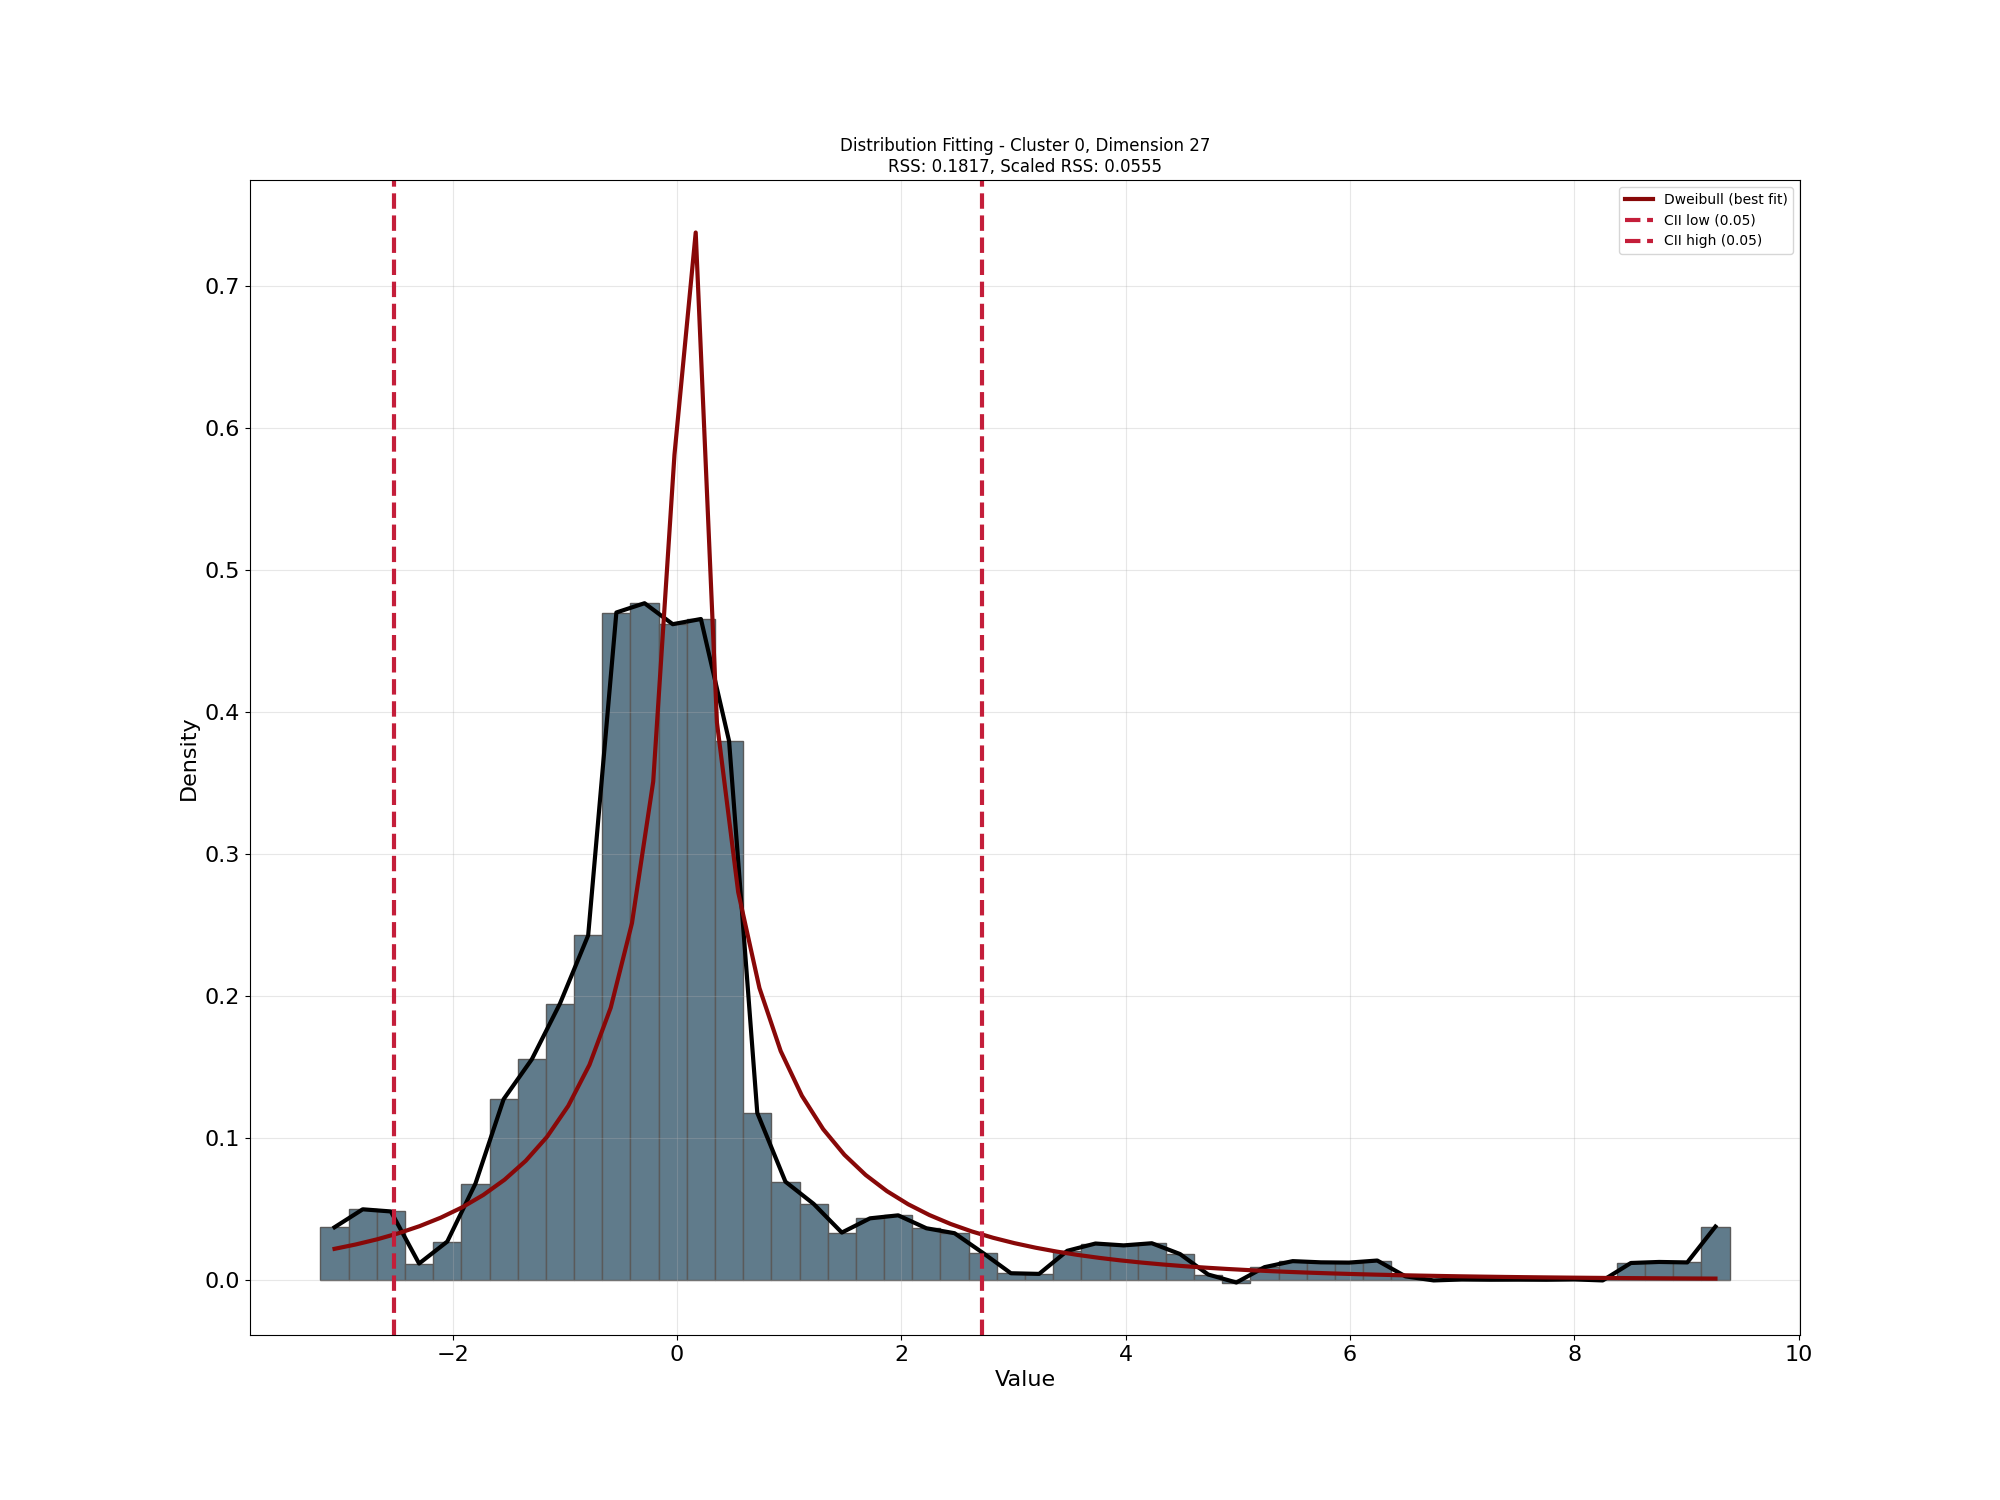 Distribution Fitting - Cluster 0, Dimension 27
RSS: 0.1817, Scaled RSS: 0.0555
Dweibull (best fit)
CII low (0.05)
CII high (0.05)
0.7
0.6
0.5
0.4
0.3
0.2
0.1
0.0
Density
−2
0
2
4
6
8
10
Value